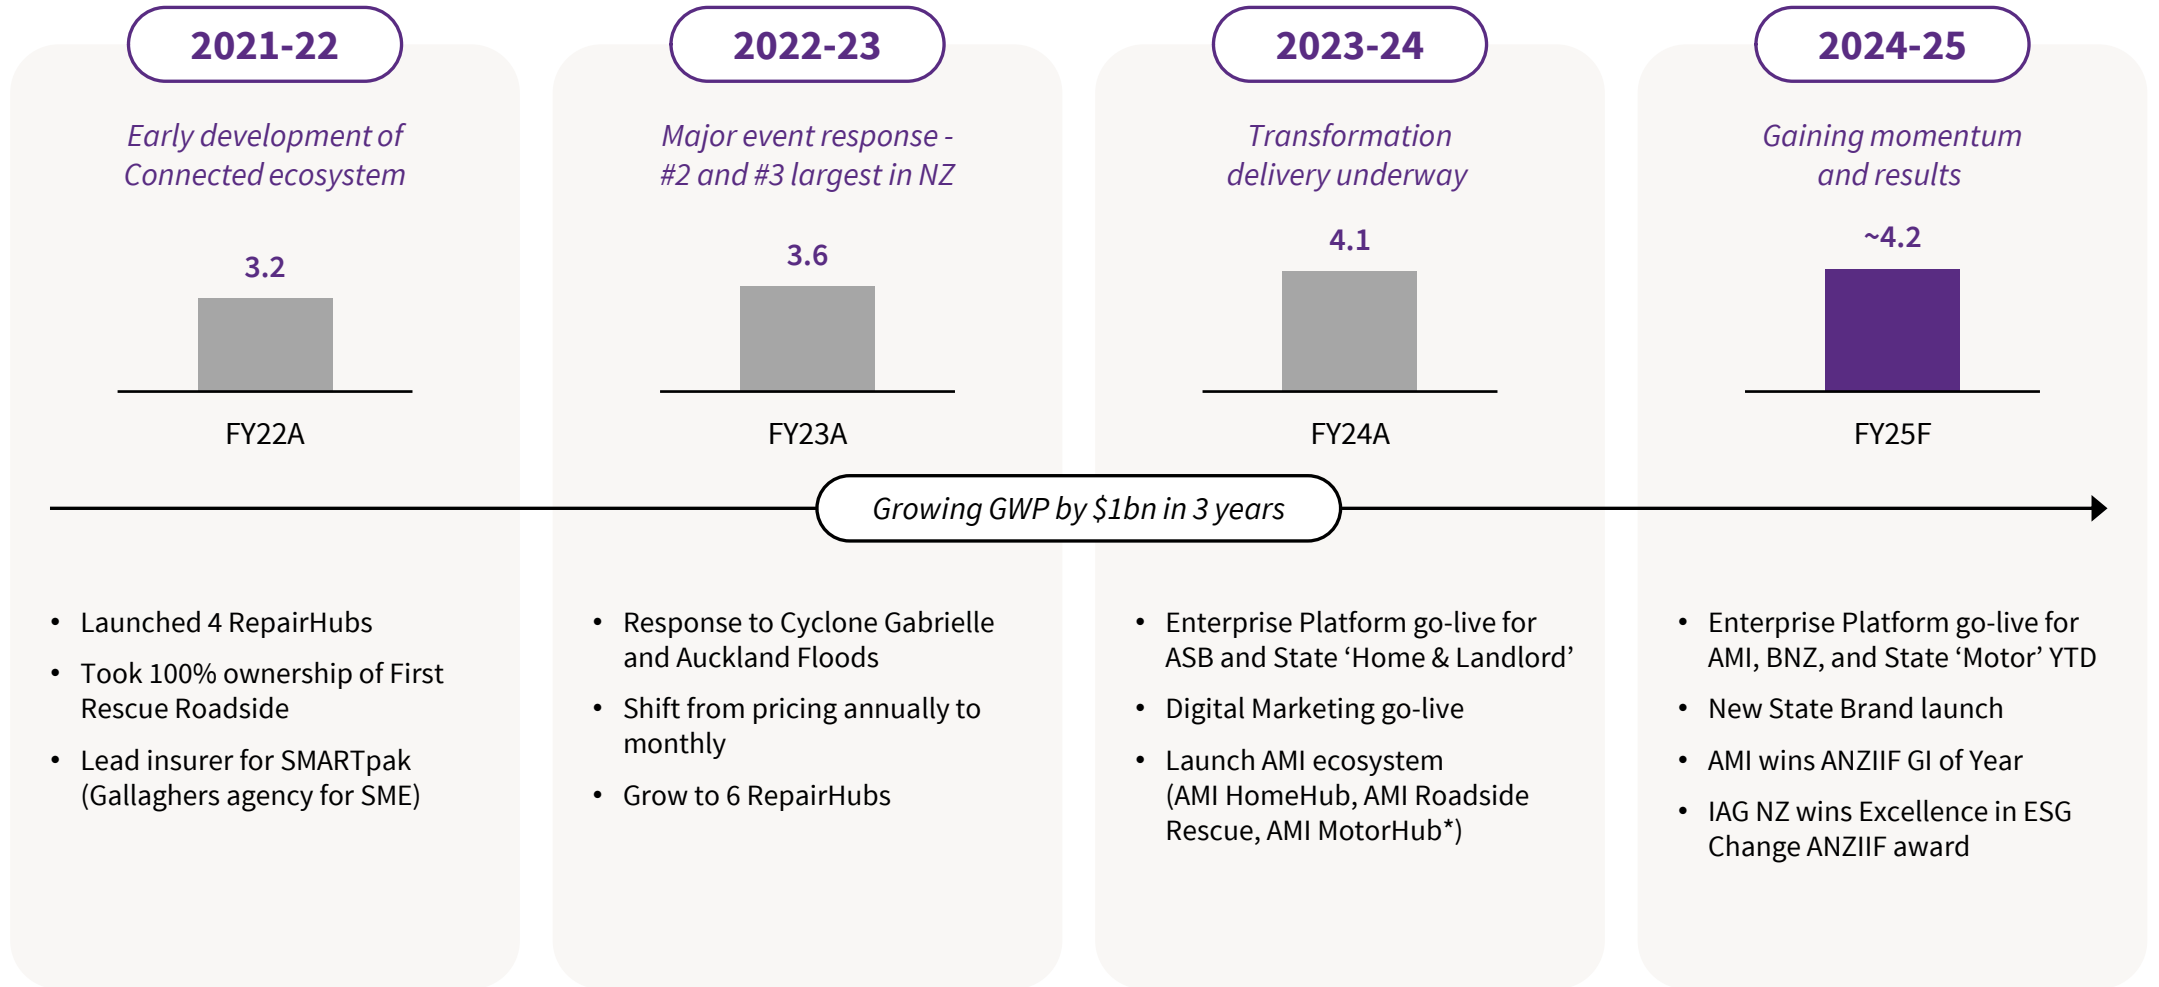 2021-22
Early development of
Connected ecosystem
3.2
FY22A
2022-23
Major event response -
#2 and #3 largest in NZ
3.6
FY23A
2023-24
Transformation
delivery underway
4.1
FY24A
2024-25
Gaining momentum
and results
~4.2
FY25F
Growing GWP by $1bn in 3 years
• Launched 4 RepairHubs
• Took 100% ownership of First
Rescue Roadside
• Lead insurer for SMARTpak
(Gallaghers agency for SME)
• Response to Cyclone Gabrielle
and Auckland Floods
• Shift from pricing annually to
monthly
• Grow to 6 RepairHubs
• Enterprise Platform go-live for
ASB and State ‘Home & Landlord’
• Digital Marketing go-live
• Launch AMI ecosystem
(AMI HomeHub, AMI Roadside
Rescue, AMI MotorHub*)
• Enterprise Platform go-live for
AMI, BNZ, and State ‘Motor’ YTD
• New State Brand launch
• AMI wins ANZIIF GI of Year
• IAG NZ wins Excellence in ESG
Change ANZIIF award